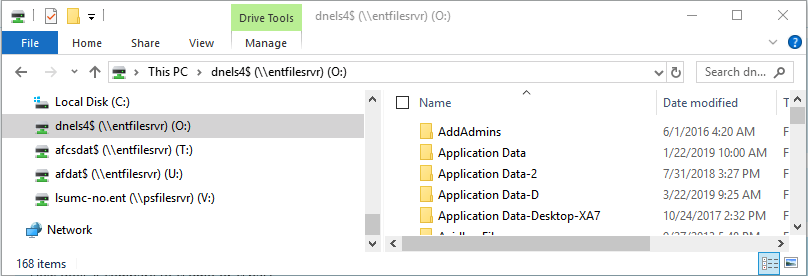 Drive Tools
dnels4$ (\\entfilesrvr) (O:)
File
Home
Share
View
Manage
This PC
dnels4$ (\\entfilesrvr) (O:)
Search dn...
Local Disk (C:)
dnels4$ (\\entfilesrvr) (O:)
afcsdat$ (\\entfilesrvr) (T:)
afdat$ (\\entfilesrvr) (U:)
lsumc-no.ent (\\psfilesrvr) (V:)
Network
Name
Date modified
T
AddAdmins
6/1/2016 4:20 AM
F
Application Data
1/22/2019 10:00 AM
F
Application Data-2
7/31/2018 3:27 PM
F
Application Data-D
3/22/2019 9:25 AM
F
Application Data-Desktop-XA7
10/24/2017 2:32 PM
F
168 items